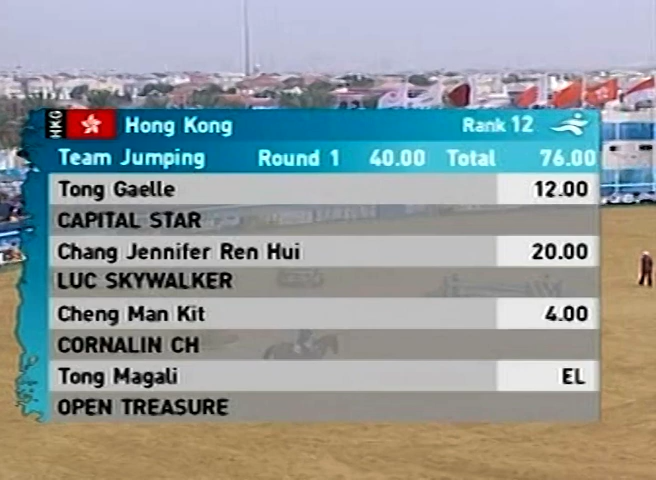 HKG Hong Kong Rank 12
Team Jumping Round 1 40.00 Total 76.00
Tong Gaelle 12.00
CAPITAL STAR
Chang Jennifer Ren Hui 20.00
LUC SKYWALKER
Cheng Man Kit 4.00
CORNALIN CH
Tong Magali EL
OPEN TREASURE